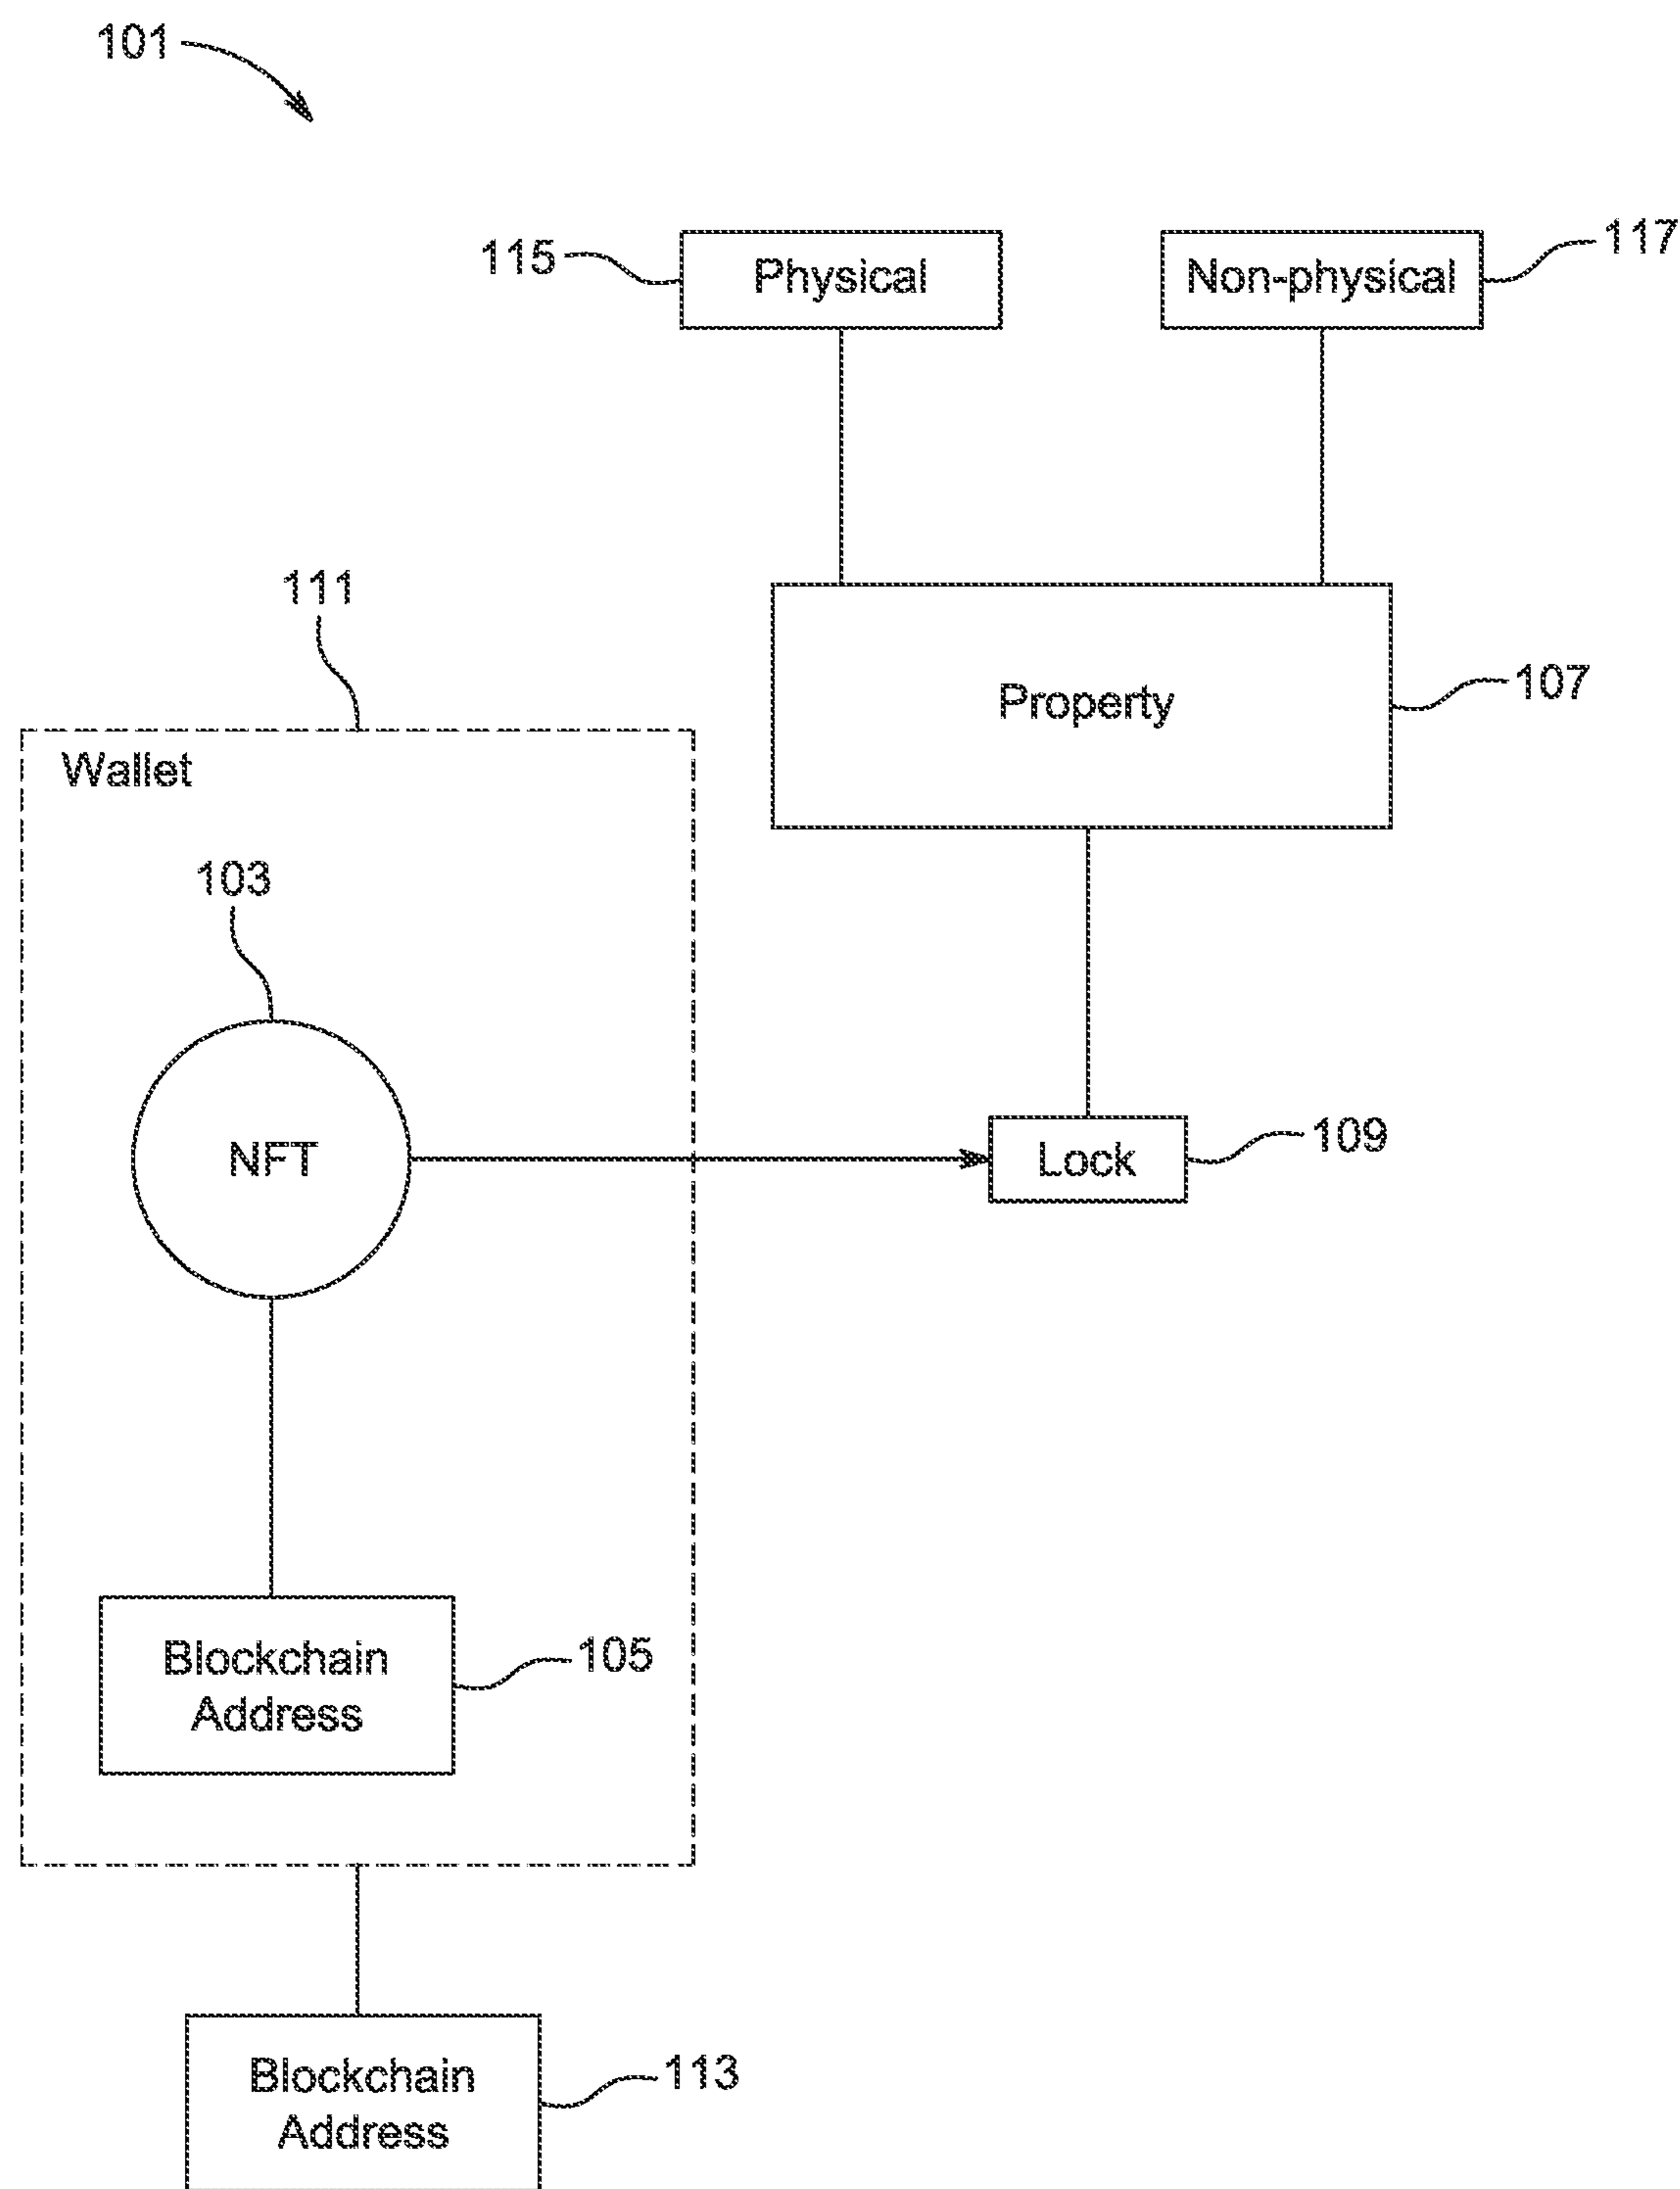 101
115
Physical
Non-physical
117
111
Property
107
Wallet
103
NFT
Lock
109
Blockchain
Address
105
Blockchain
Address
113